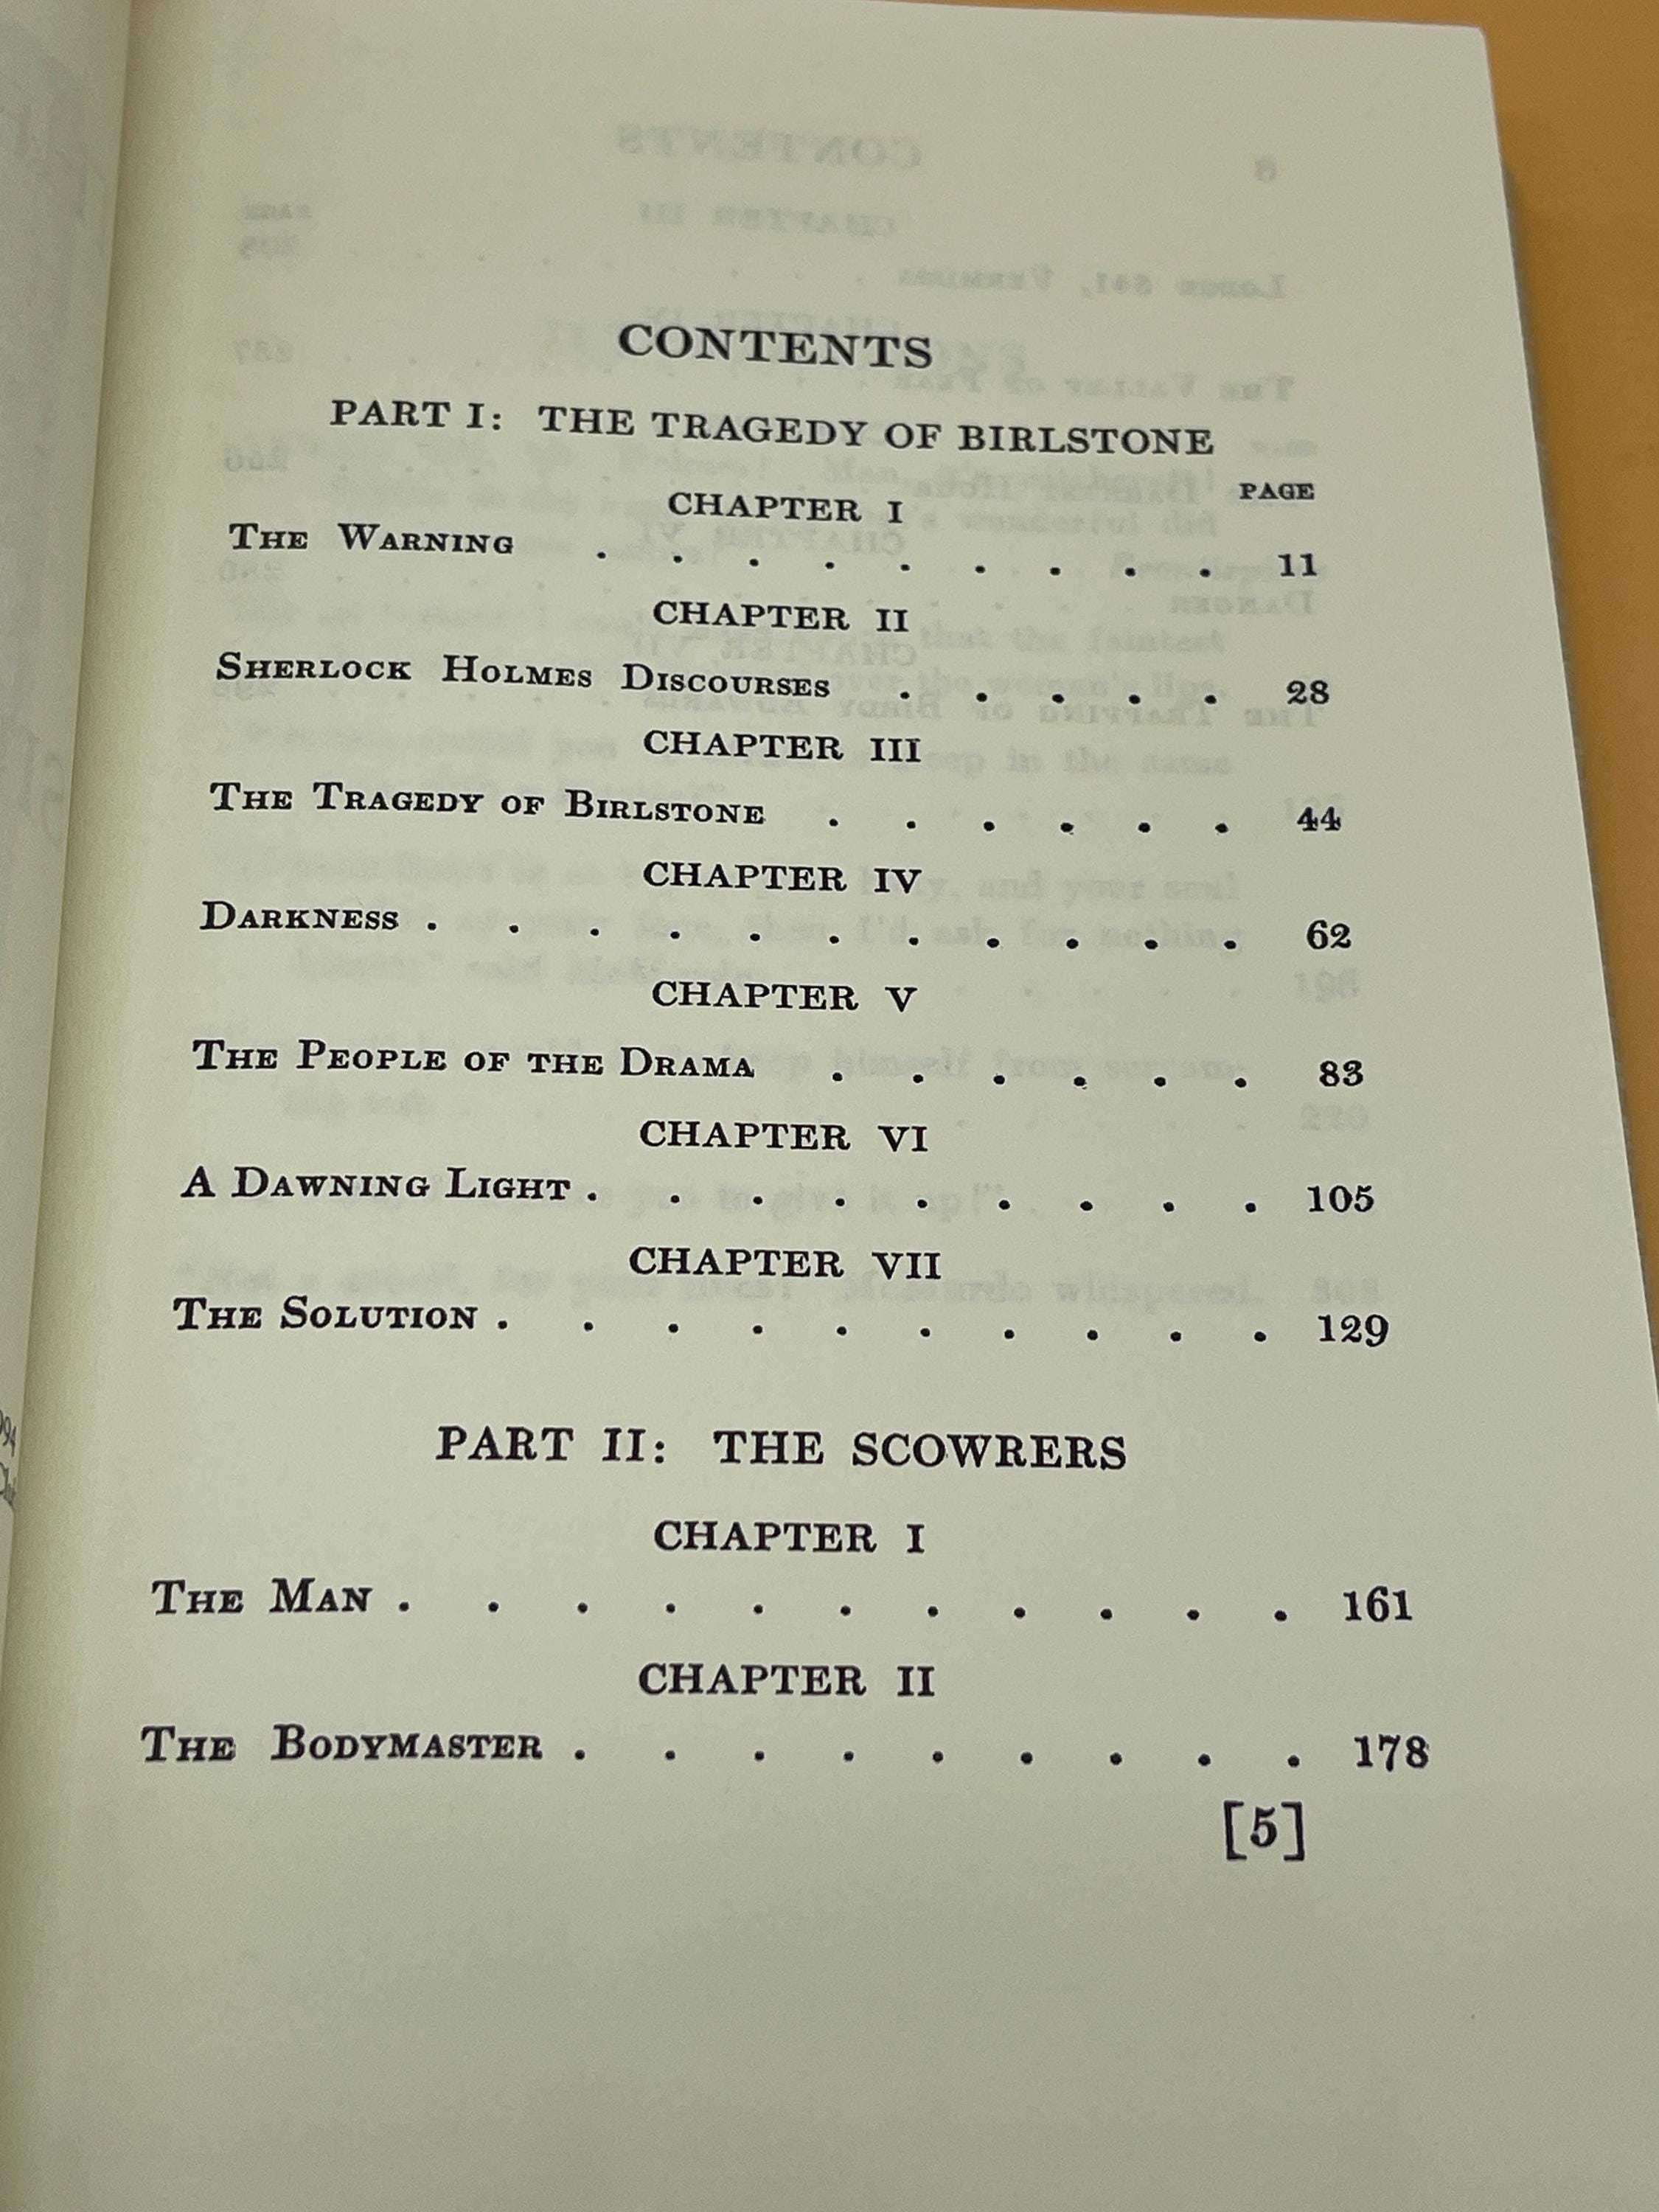 CONTENTS
PART I: THE TRAGEDY OF BIRLSTONE
PAGE
CHAPTER I
THE WARNING . . . . . . . . . 11
CHAPTER II
SHERLOCK HOLMES DISCOURSES . . . . . 28
CHAPTER III
THE TRAGEDY OF BIRLSTONE . . . . . . 44
CHAPTER IV
DARKNESS . . . . . . . . . . . 62
CHAPTER V
THE PEOPLE OF THE DRAMA . . . . . . 83
CHAPTER VI
A DAWNING LIGHT . . . . . . . . . 105
CHAPTER VII
THE SOLUTION . . . . . . . . . . 129
PART II: THE SCOWRERS
CHAPTER I
THE MAN . . . . . . . . . . . 161
CHAPTER II
THE BODYMASTER . . . . . . . . . 178
[5]